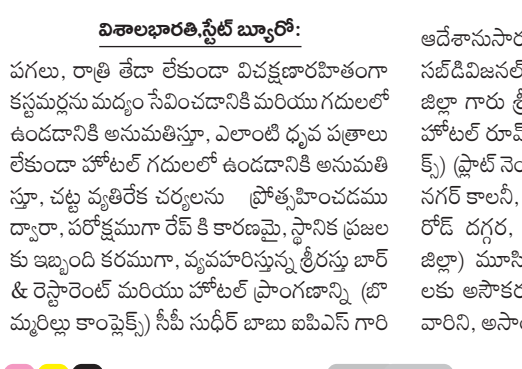 విశాలభారతి,స్టేట్ బ్యూరో:
పగలు, రాత్రి తేడా లేకుండా విచక్షణారహితంగా
కస్టమర్లను మద్యం సేవించడానికి మరియు గదులలో
ఉండడానికి అనుమతిస్తూ, ఎలాంటి ధృవ పత్రాలు
లేకుండా హోటల్ గదులలో ఉండడానికి అనుమతి
స్తూ, చట్ట వ్యతిరేక చర్యలను ప్రోత్సహించడము
ద్వారా, పరోక్షముగా రేప్ కి కారణమై, స్థానిక ప్రజల
కు ఇబ్బంది కరముగా, వ్యవహరిస్తున్న శ్రీరస్తు బార్
& రెస్టారెంట్ మరియు హోటల్ ప్రాంగణాన్ని (బొ
మ్మరిల్లు కాంప్లెక్స్) సీపీ సుధీర్ బాబు ఐపిఎస్ గారి
ఆదేశానుసార
సబ్‌డివిజనల్
జిల్లా గారు శ్రీ
హోటల్ రూమ్
క్స్) (ప్లాట్ నెం
నగర్ కాలనీ,
రోడ్ దగ్గర,
జిల్లా) మూసి
లకు అసౌకర
వారిని, అసాం